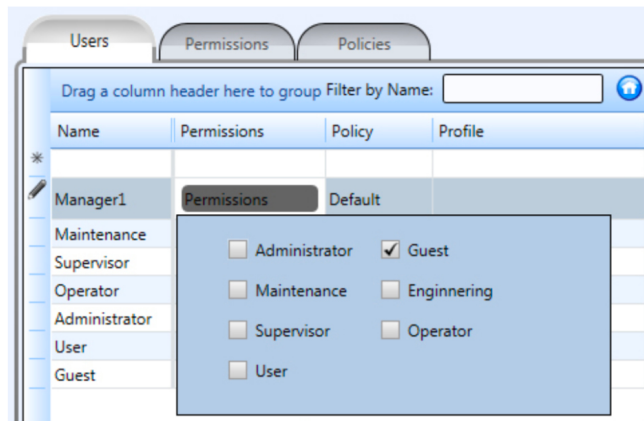 Users Permissions Policies
Drag a column header here to group Filter by Name:
Name Permissions Policy Profile
Manager1 Permissions Default
Maintenance
Supervisor
Operator
Administrator
User
Guest
Administrator Guest
Maintenance Enginnering
Supervisor Operator
User